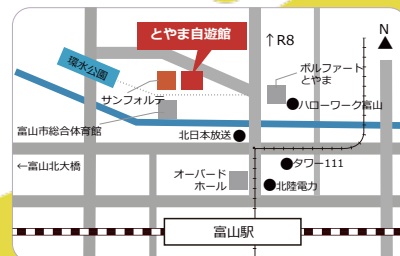 とやま自遊館
↑R8
N
環水公園
ボルファート
とやま
サンフォルテ
ハローワーク富山
富山市総合体育館
北日本放送
←富山北大橋
タワー111
オーバード
ホール
北陸電力
富山駅